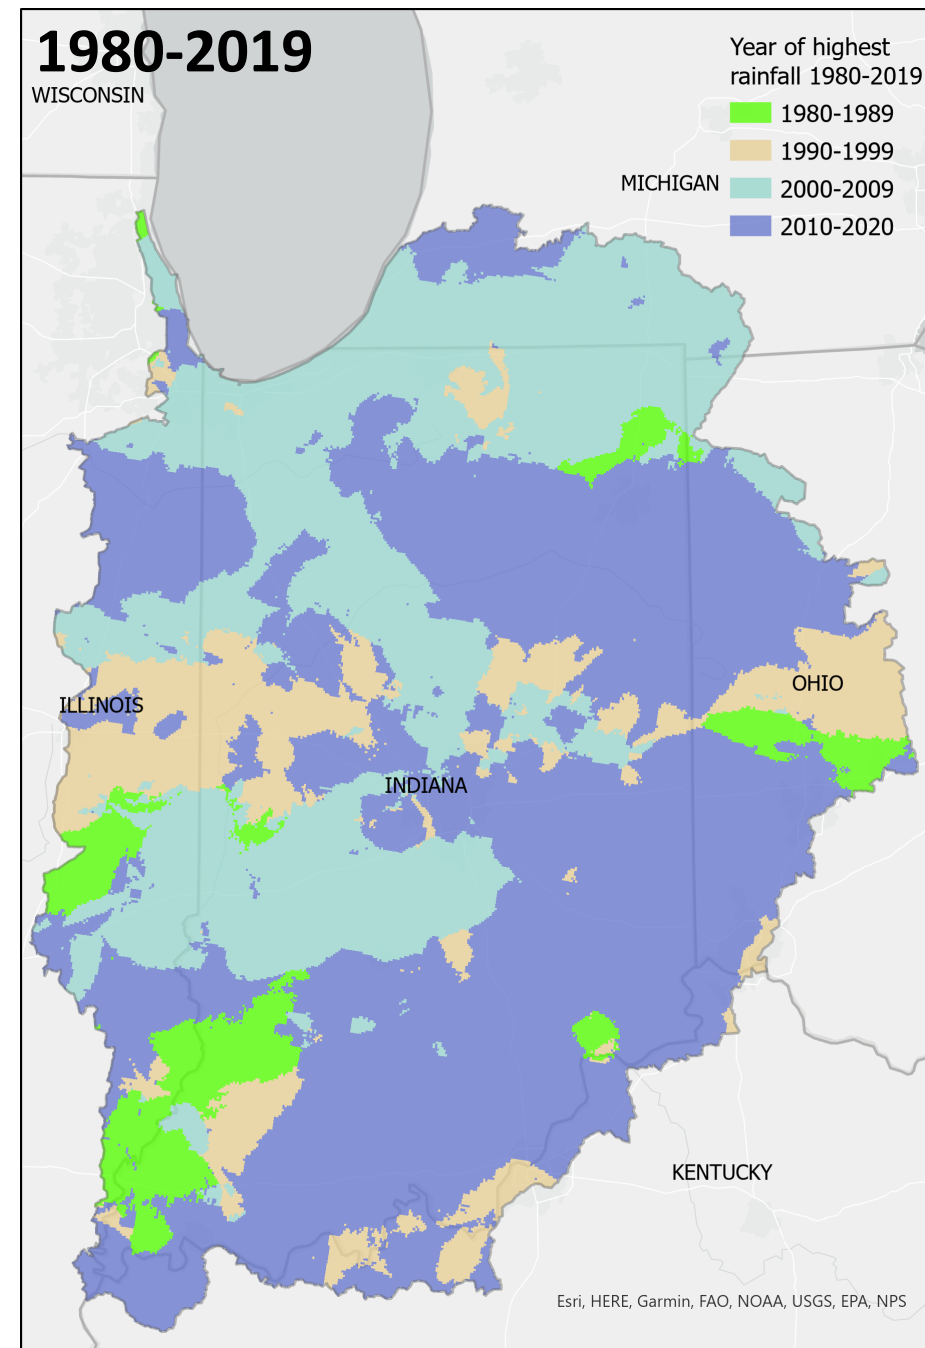 1980-2019
WISCONSIN
Year of highest
rainfall 1980-2019
1980-1989
1990-1999
2000-2009
2010-2020
MICHIGAN
OHIO
ILLINOIS
INDIANA
KENTUCKY
Esri, HERE, Garmin, FAO, NOAA, USGS, EPA, NPS